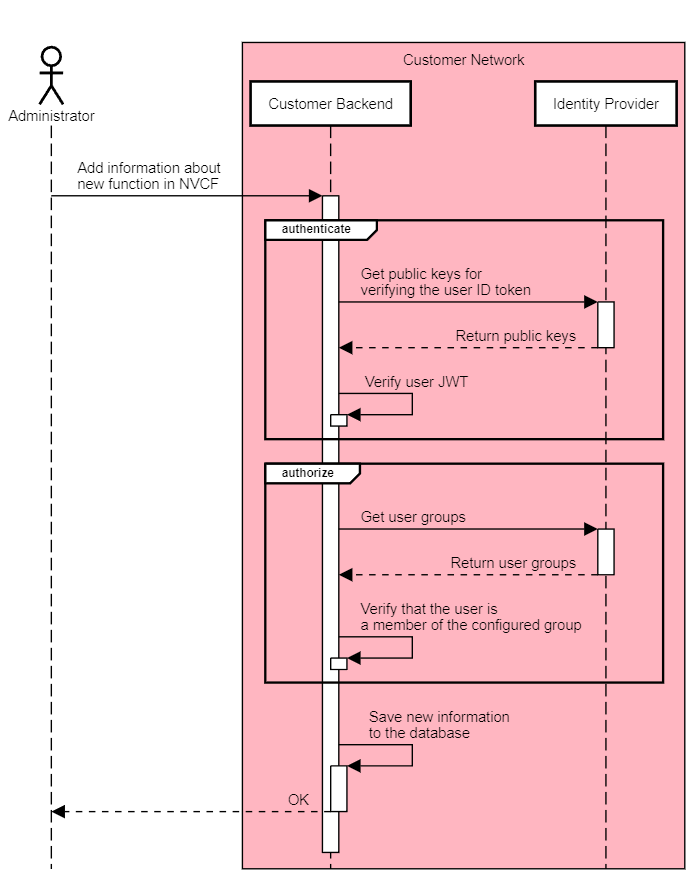 Customer Network
Customer Backend
Identity Provider
Administrator
Add information about
new function in NVCF
authenticate
Get public keys for
verifying the user ID token
Return public keys
Verify user JWT
authorize
Get user groups
Return user groups
Verify that the user is
a member of the configured group
Save new information
to the database
OK